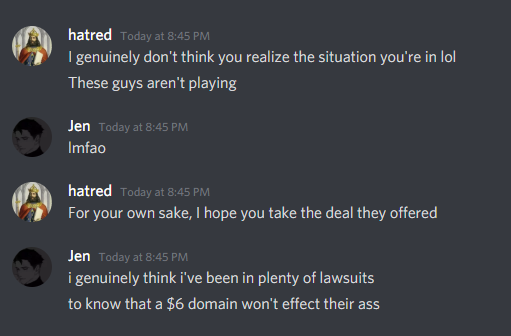 hatred Today at 8:45 PM
I genuinely don't think you realize the situation you're in lol
These guys aren't playing
Jen Today at 8:45 PM
lmfao
hatred Today at 8:45 PM
For your own sake, I hope you take the deal they offered
Jen Today at 8:45 PM
i genuinely think i've been in plenty of lawsuits
to know that a $6 domain won't effect their ass